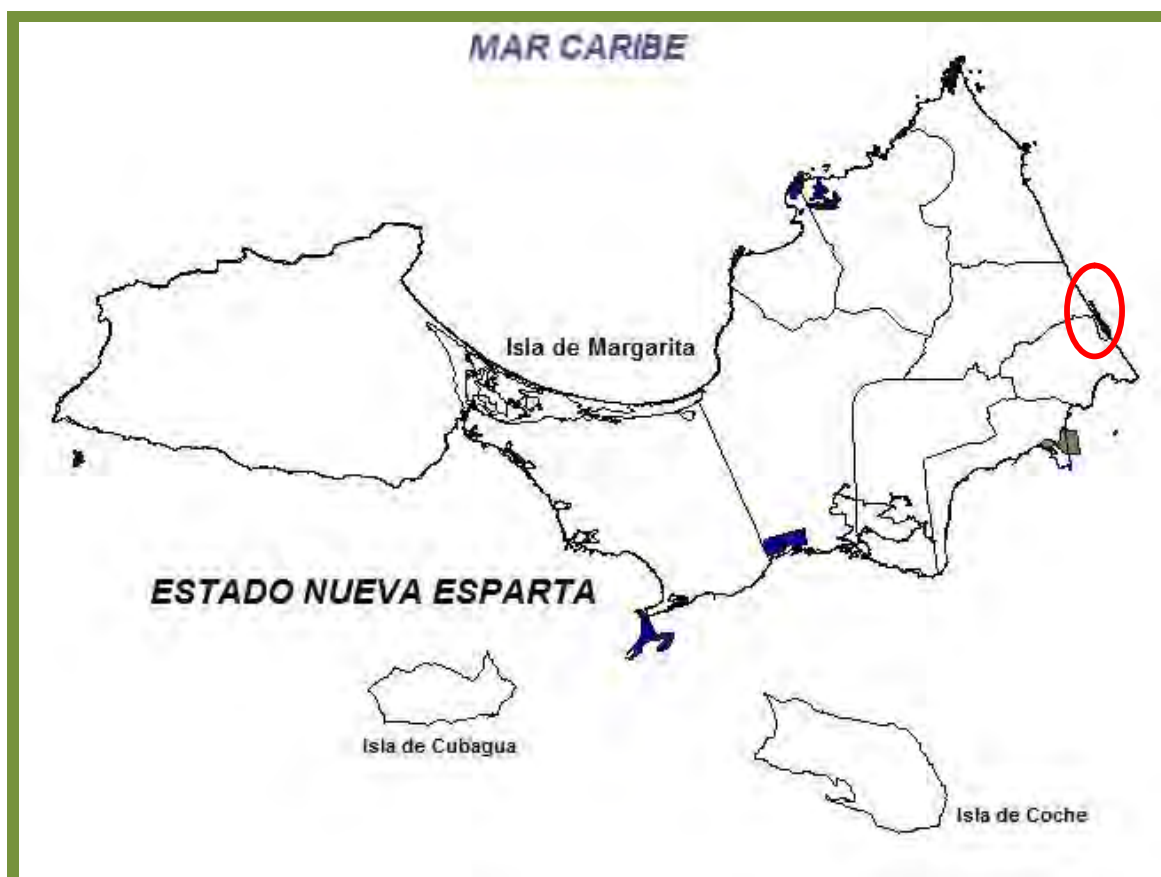 MAR CARIBE
Isla de Margarita
ESTADO NUEVA ESPARTA
Isla de Cubagua
Isla de Coche